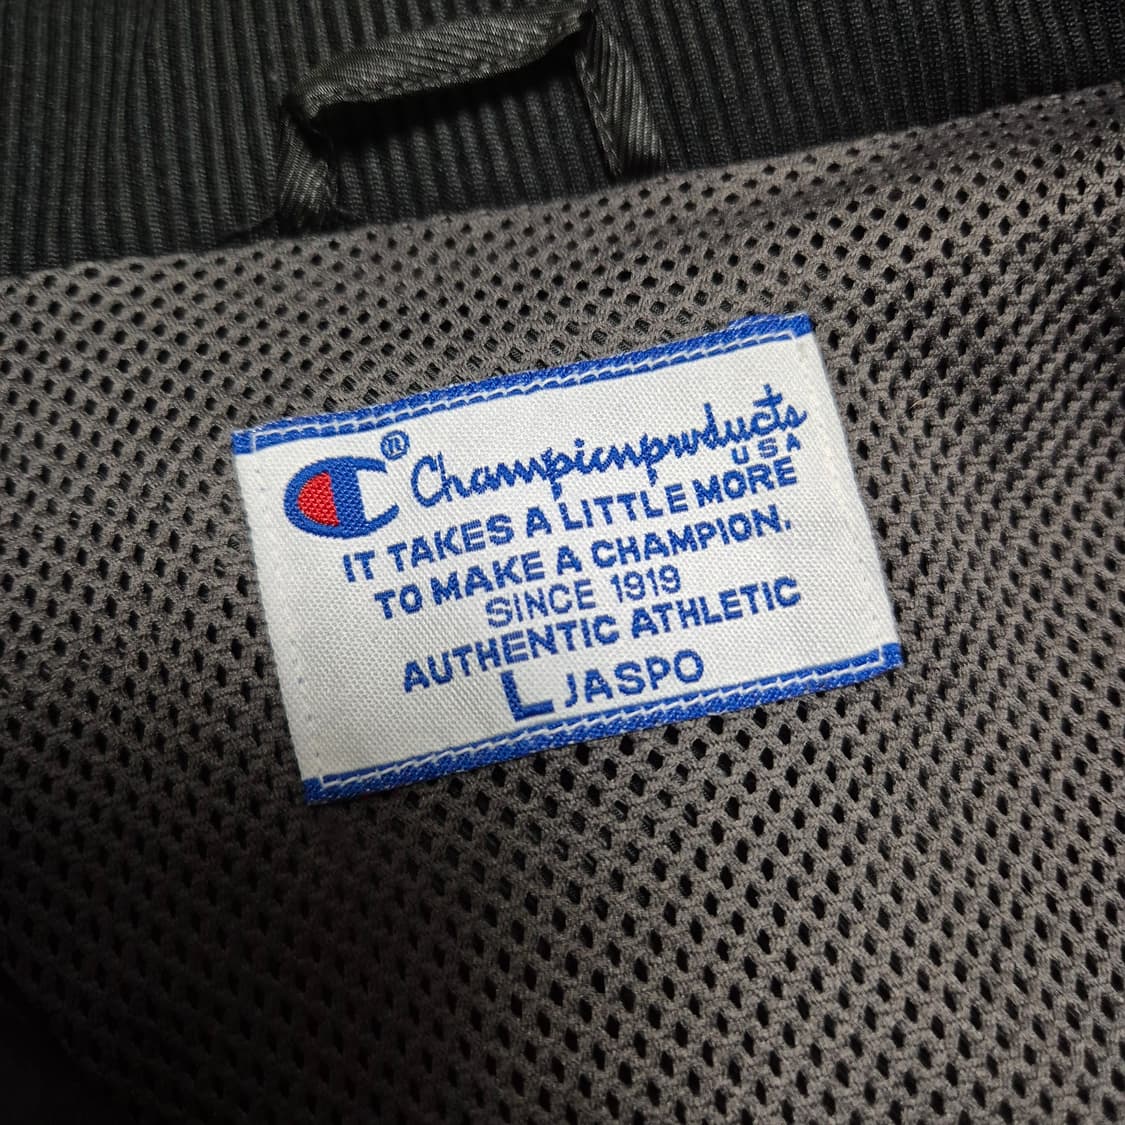 ® Championproducts
USA
IT TAKES A LITTLE MORE
TO MAKE A CHAMPION.
SINCE 1919
AUTHENTIC ATHLETIC
L JASPO